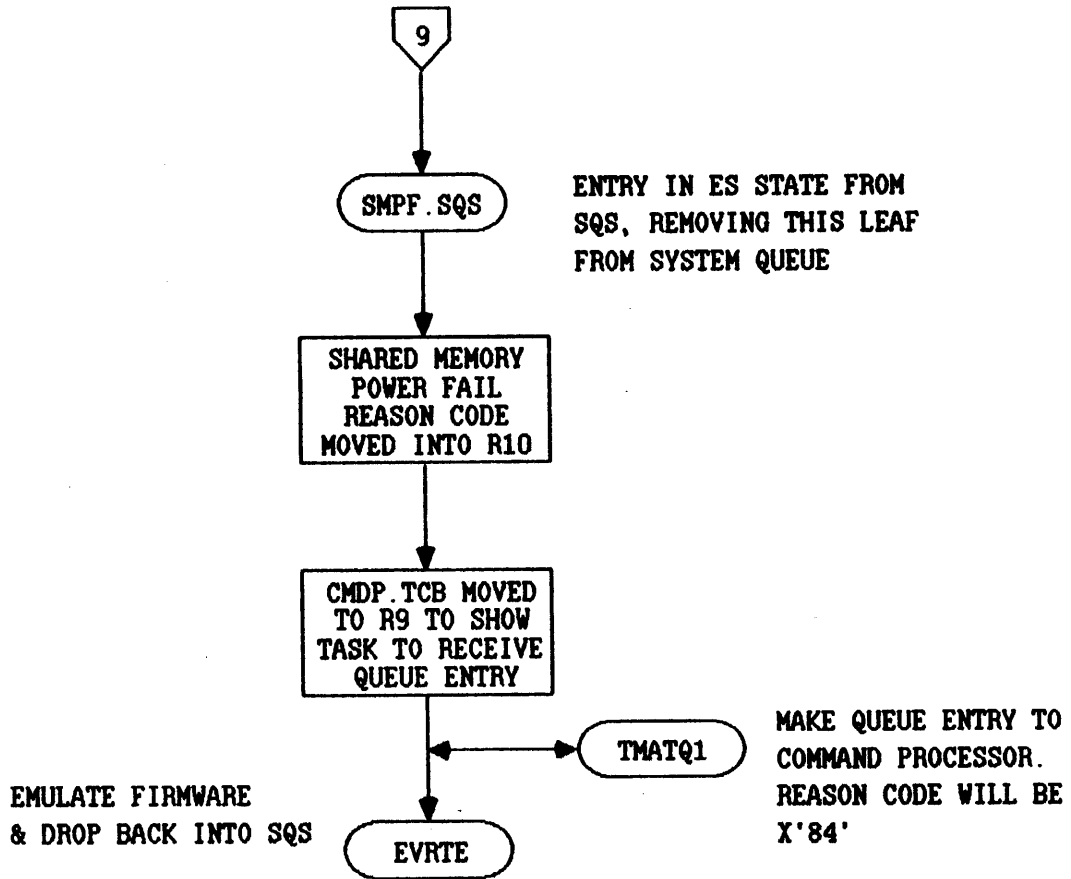 9
SMPF.SQS
ENTRY IN ES STATE FROM
SQS, REMOVING THIS LEAF
FROM SYSTEM QUEUE
SHARED MEMORY
POWER FAIL
REASON CODE
MOVED INTO R10
CMDP.TCB MOVED
TO R9 TO SHOW
TASK TO RECEIVE
QUEUE ENTRY
TMATQ1
MAKE QUEUE ENTRY TO
COMMAND PROCESSOR.
REASON CODE WILL BE
X'84'
EMULATE FIRMWARE
& DROP BACK INTO SQS
EVRTE